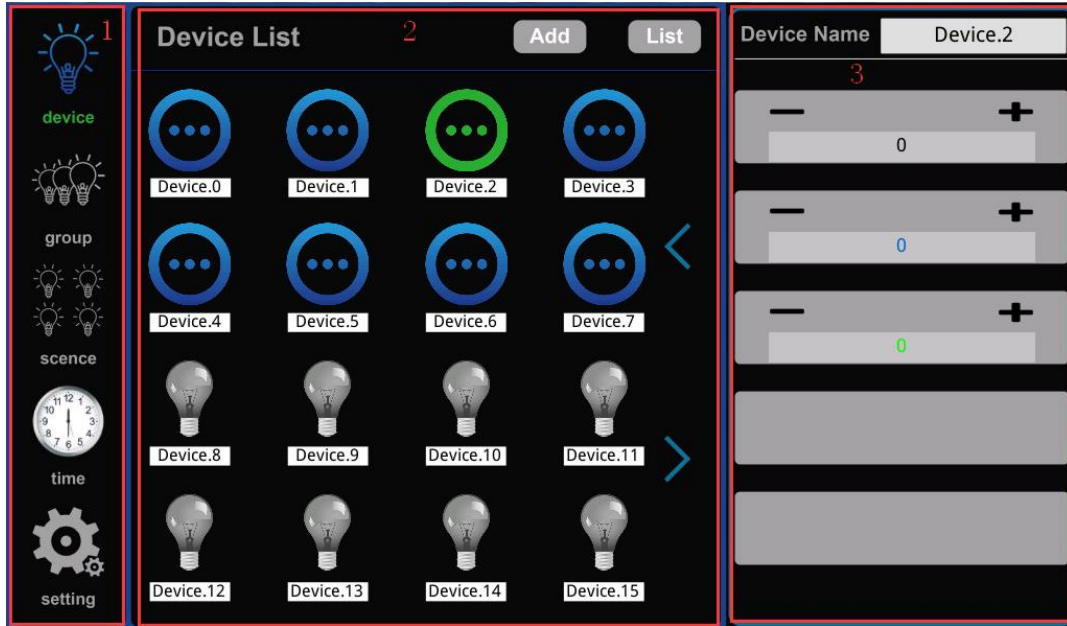 1
device
group
scence
time
setting
Device List 2 Add List
Device.0 Device.1 Device.2 Device.3
Device.4 Device.5 Device.6 Device.7
Device.8 Device.9 Device.10 Device.11
Device.12 Device.13 Device.14 Device.15
Device Name Device.2
3
0
0
0